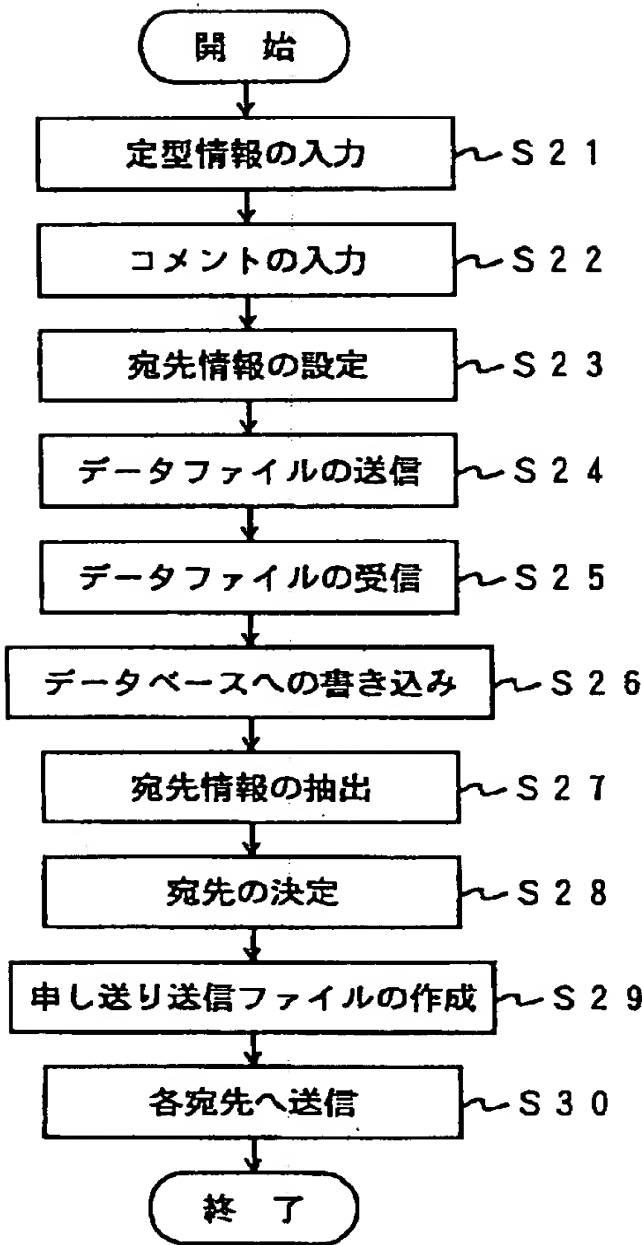 開 始
定型情報の入力 S21
コメントの入力 S22
宛先情報の設定 S23
データファイルの送信 S24
データファイルの受信 S25
データベースへの書き込み S26
宛先情報の抽出 S27
宛先の決定 S28
申し送り送信ファイルの作成 S29
各宛先へ送信 S30
終 了